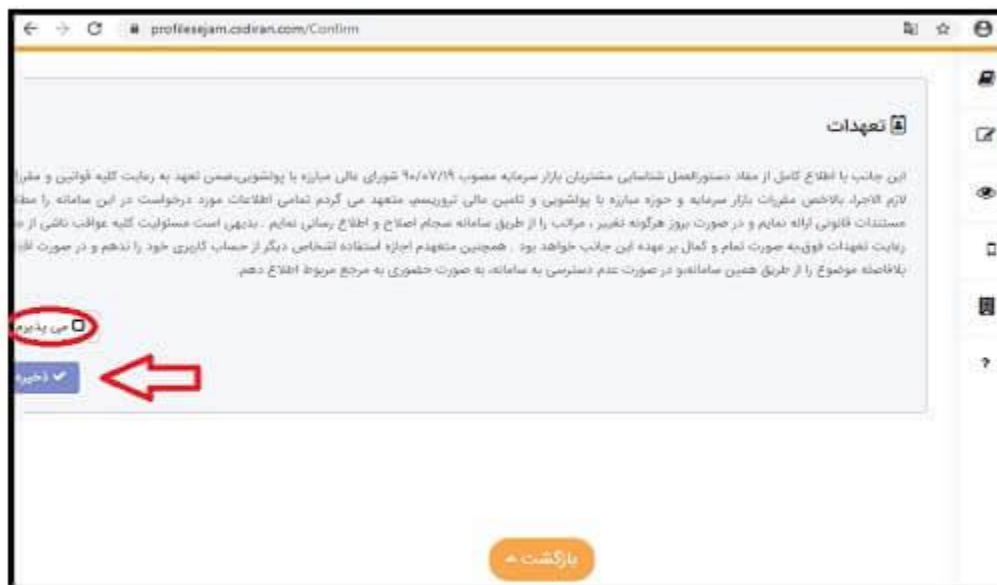 profilesejam.csdiran.com/Confirm
تعهدات
این جانب با اطلاع کامل از مفاد دستورالعمل شناسایی مشتریان بازار سرمایه مصوب ۹۰/۰۷/۱۹ شورای عالی مبارزه با پولشویی،ضمن تعهد به رعایت کلیه قوانین و
لازم الاجرا، بالاخص مقررات بازار سرمایه و حوزه مبارزه با پولشویی و تامین مالی تروریسم، متعهد می گردم تمامی اطلاعات مورد درخواست در این سامانه را
مستندات قانونی ارائه نمایم و در صورت بروز هرگونه تغییر ، مراتب را از طریق سامانه سجام اصلاح و اطلاع رسانی نمایم . بدیهی است مسئولیت کلیه عواقب ناشی از
رعایت تعهدات فوق،به صورت تمام و کمال بر عهده این جانب خواهد بود . همچنین متعهدم اجازه استفاده اشخاص دیگر از حساب کاربری خود را ندهم و در صورت
بلافاصله موضوع را از طریق همین سامانه،و در صورت عدم دسترسی به سامانه، به صورت حضوری به مرجع مربوط اطلاع دهم.
می پذیرم
ذخیره
بازگشت